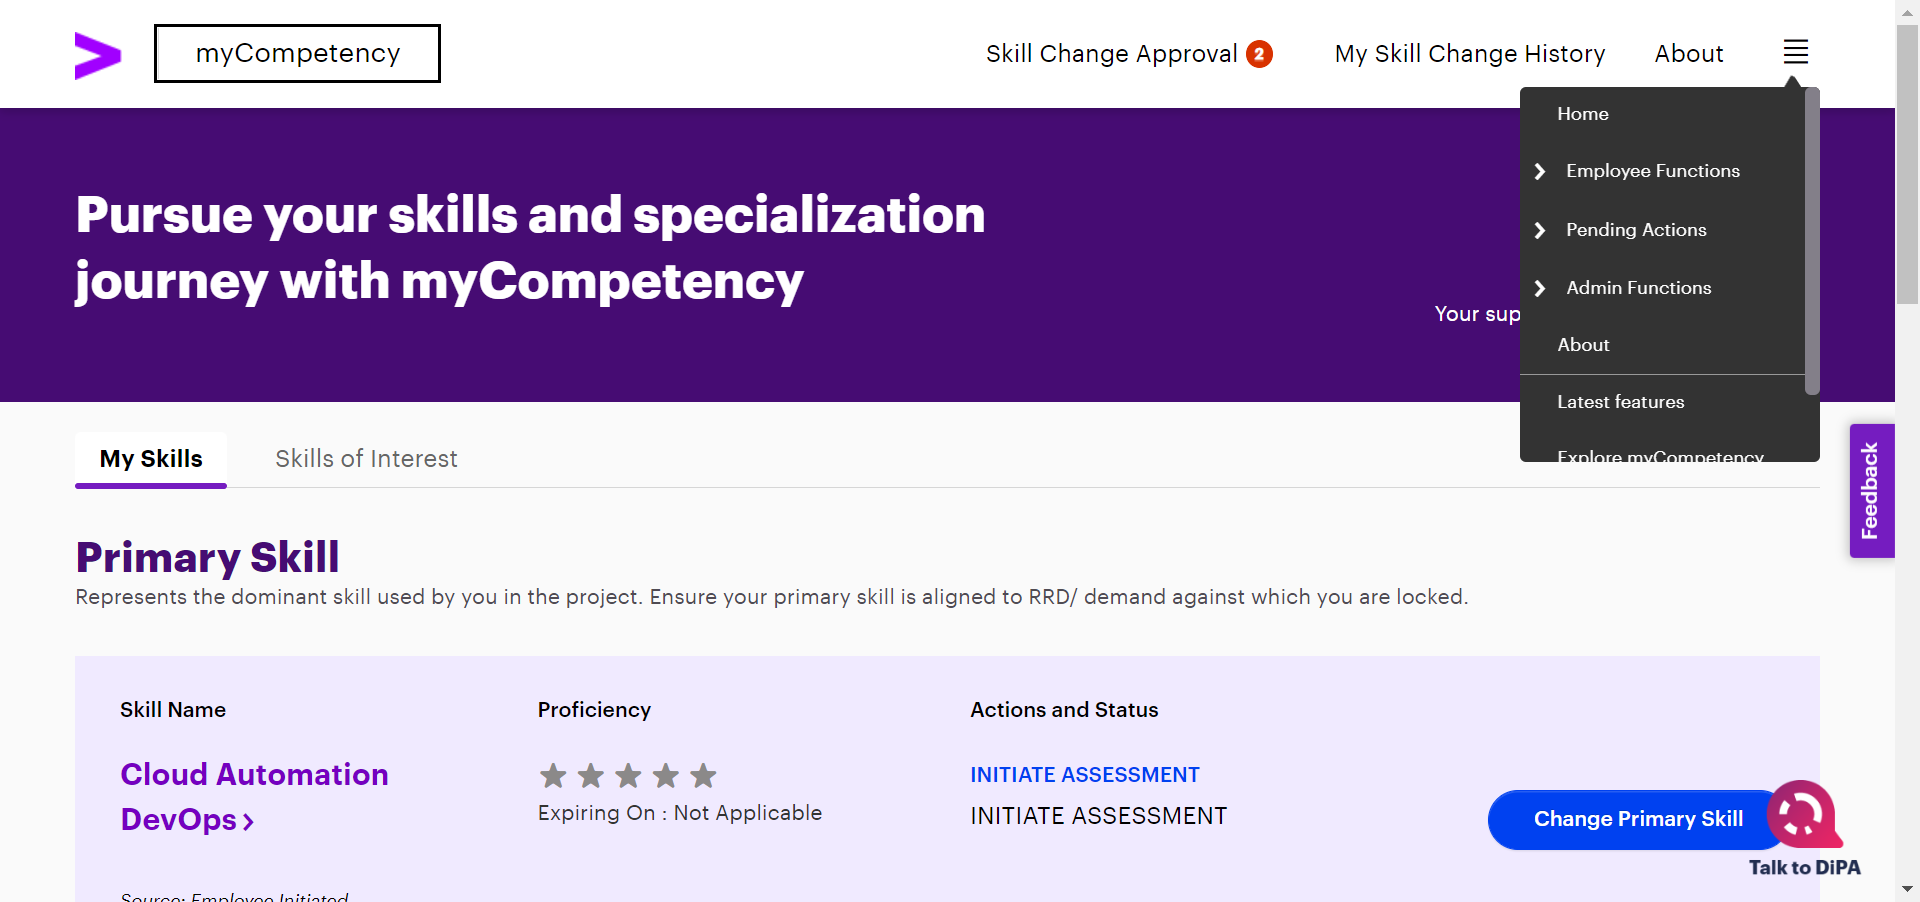 myCompetency
Skill Change Approval 2
My Skill Change History
About
Home
Employee Functions
Pending Actions
Admin Functions
About
Latest features
Explore myCompetency
Pursue your skills and specialization
journey with myCompetency
Your sup
My Skills
Skills of Interest
Feedback
Primary Skill
Represents the dominant skill used by you in the project. Ensure your primary skill is aligned to RRD/ demand against which you are locked.
Skill Name
Proficiency
Actions and Status
Cloud Automation
DevOps
Expiring On : Not Applicable
INITIATE ASSESSMENT
INITIATE ASSESSMENT
Change Primary Skill
Talk to DiPA
Source: Employee Initiated